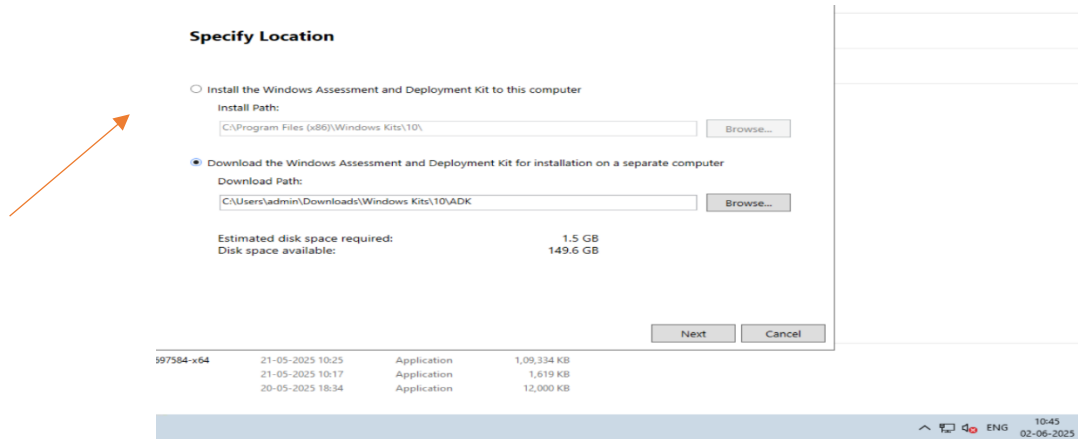 Specify Location
Install the Windows Assessment and Deployment Kit to this computer
Install Path:
C:\Program Files (x86)\Windows Kits\10\
Browse...
Download the Windows Assessment and Deployment Kit for installation on a separate computer
Download Path:
C:\Users\admin\Downloads\Windows Kits\10\ADK
Browse...
Estimated disk space required: 1.5 GB
Disk space available: 149.6 GB
Next Cancel
597584-x64 21-05-2025 10:25 Application 1,09,334 KB
21-05-2025 10:17 Application 1,619 KB
20-05-2025 18:34 Application 12,000 KB
ENG 10:45
02-06-2025